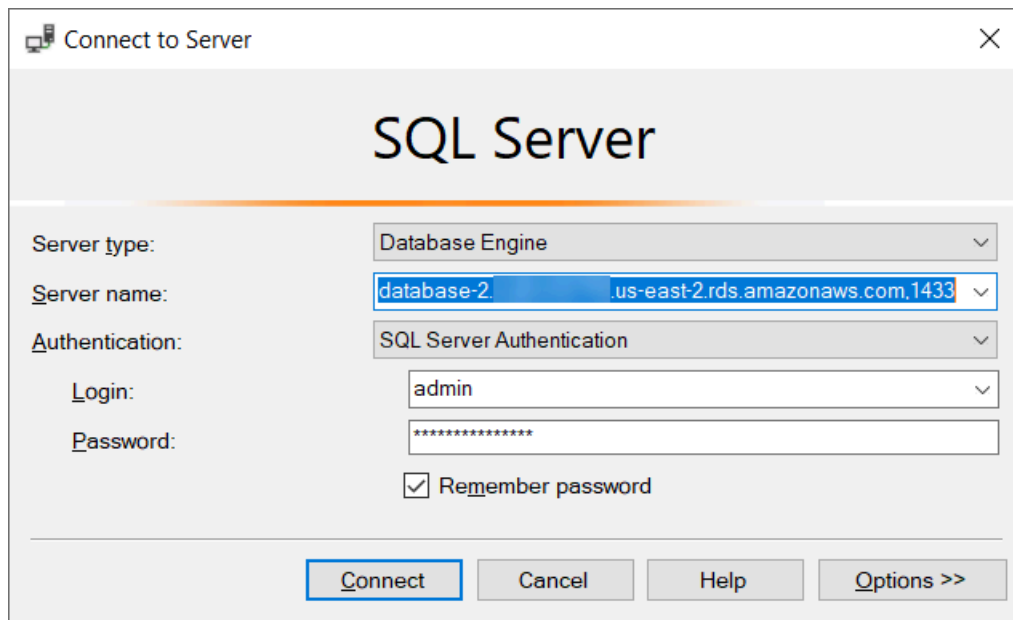 Connect to Server
SQL Server
Server type: Database Engine
Server name: database-2. .us-east-2.rds.amazonaws.com,1433
Authentication: SQL Server Authentication
Login: admin
Password: ***************
Remember password
Connect Cancel Help Options >>